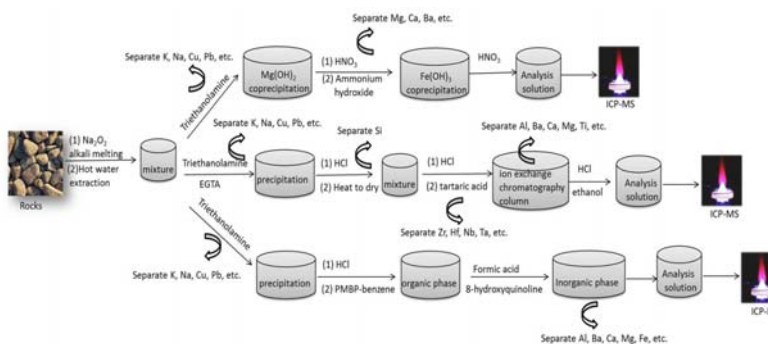 Separate Mg, Ca, Ba, etc.
Separate K, Na, Cu, Pb, etc.
Triethanolamine
Mg(OH)₂
coprecipitation
(1) HNO₃
(2) Ammonium
hydroxide
Fe(OH)₃
coprecipitation
HNO₃
Analysis
solution
ICP-MS
Rocks
(1) Na₂O₂
alkali melting
(2)Hot water
extraction
mixture
Separate K, Na, Cu, Pb, etc.
Triethanolamine
EGTA
precipitation
Separate Si
(1) HCl
(2) Heat to dry
mixture
(1) HCl
(2) tartaric acid
Separate Al, Ba, Ca, Mg, Ti, etc.
Separate Zr, Hf, Nb, Ta, etc.
ion exchange
chromatography
column
HCl
ethanol
Analysis
solution
ICP-MS
Triethanolamine
Separate K, Na, Cu, Pb, etc.
precipitation
(1) HCl
(2) PMBP-benzene
organic phase
Formic acid
8-hydroxyquinoline
Inorganic phase
Separate Al, Ba, Ca, Mg, Fe, etc.
Analysis
solution